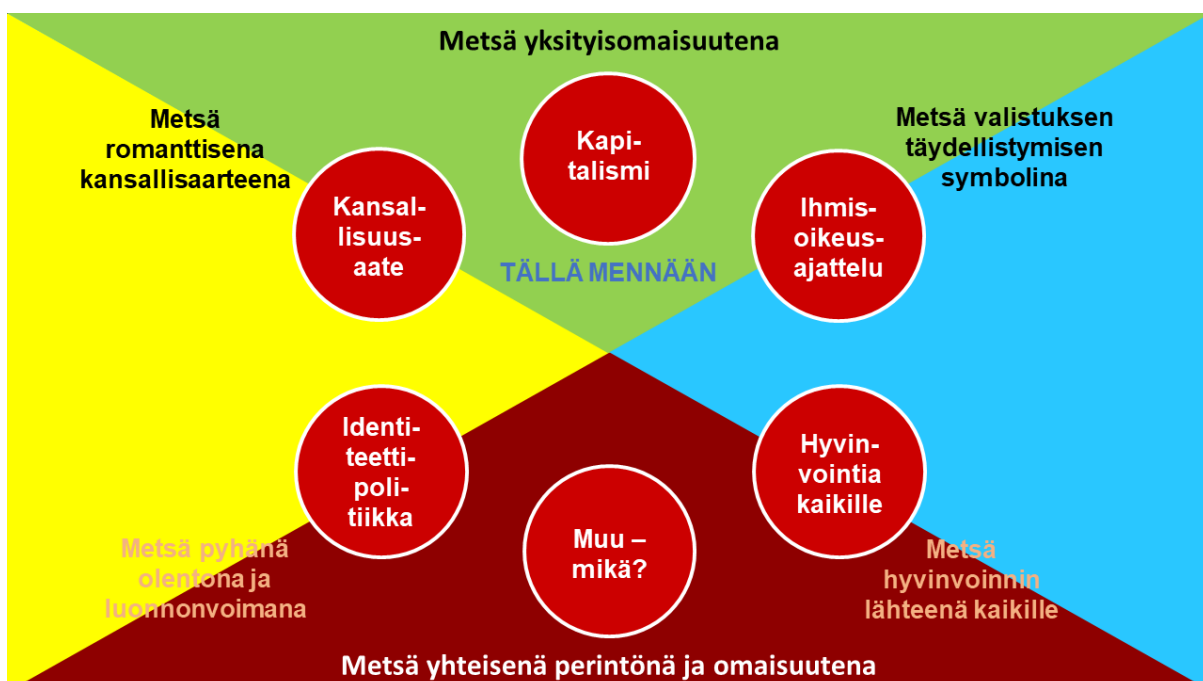 Metsä yksityisomaisuutena
Metsä
romanttisena
kansallisaarteena
Kapi-
talismi
Metsä valistuksen
täydellistymisen
symbolina
Kansal-
lisuus-
aate
Ihmis-
oikeus-
ajattelu
TÄLLÄ MENNÄÄN
Identi-
teetti-
poli-
tiikka
Hyvin-
vointia
kaikille
Muu –
mikä?
Metsä pyhänä
olentona ja
luonnonvoimana
Metsä
hyvinvoinnin
lähteenä kaikille
Metsä yhteisenä perintönä ja omaisuutena